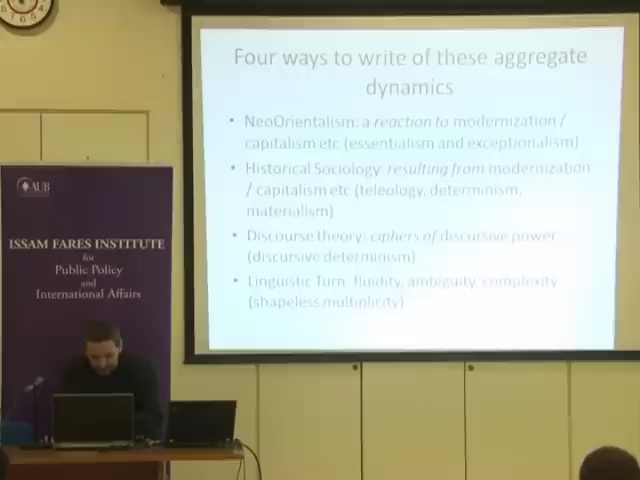 Four ways to write of these aggregate
dynamics
• NeoOrientalism: a reaction to modernization /
capitalism etc (essentialism and exceptionalism)
• Historical Sociology: resulting from modernization
/ capitalism etc (teleology, determinism,
materialism)
• Discourse theory: ciphers of discursive power
(discursive determinism)
• Linguistic Turn: fluidity, ambiguity, complexity
(shapeless multiplicity)
AUB
ISSAM FARES INSTITUTE
for
Public Policy
and
International Affairs